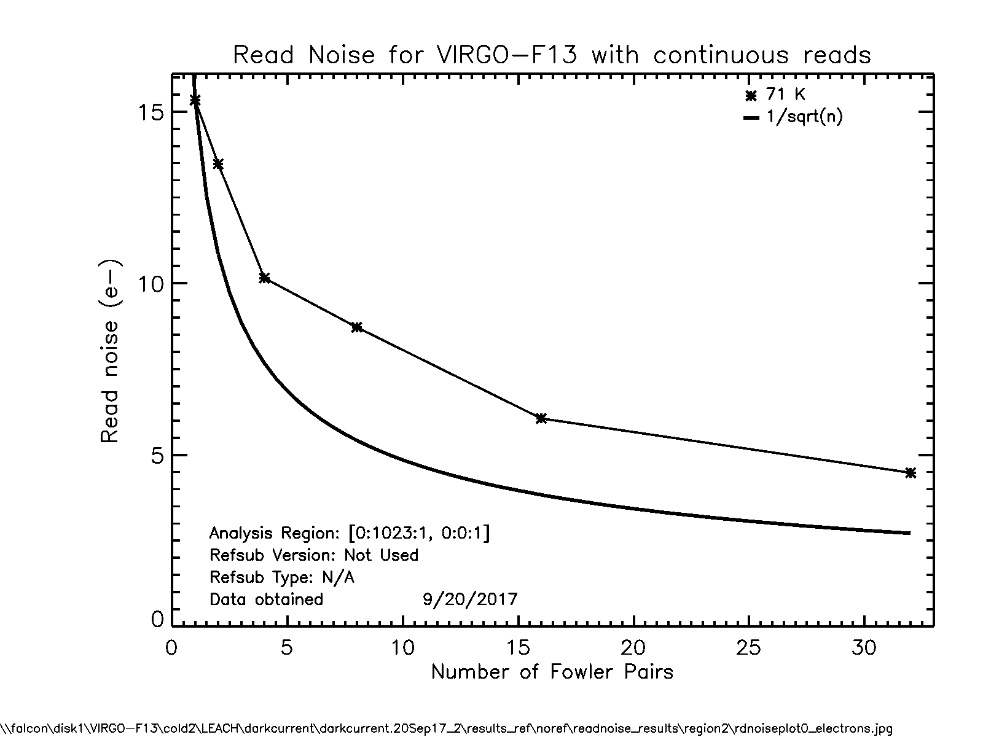 Read Noise for VIRGO-F13 with continuous reads
71 K
1/sqrt(n)
15
10
5
0
Read noise (e-)
Analysis Region: [0:1023:1, 0:0:1]
Refsub Version: Not Used
Refsub Type: N/A
Data obtained 9/20/2017
0 5 10 15 20 25 30
Number of Fowler Pairs
\\falcon\disk1\VIRGO-F13\cold2\LEACH\darkcurrent\darkcurrent.20Sep17_2\results_ref\noref\readnoise_results\region2\rdnoiseplot0_electrons.jpg